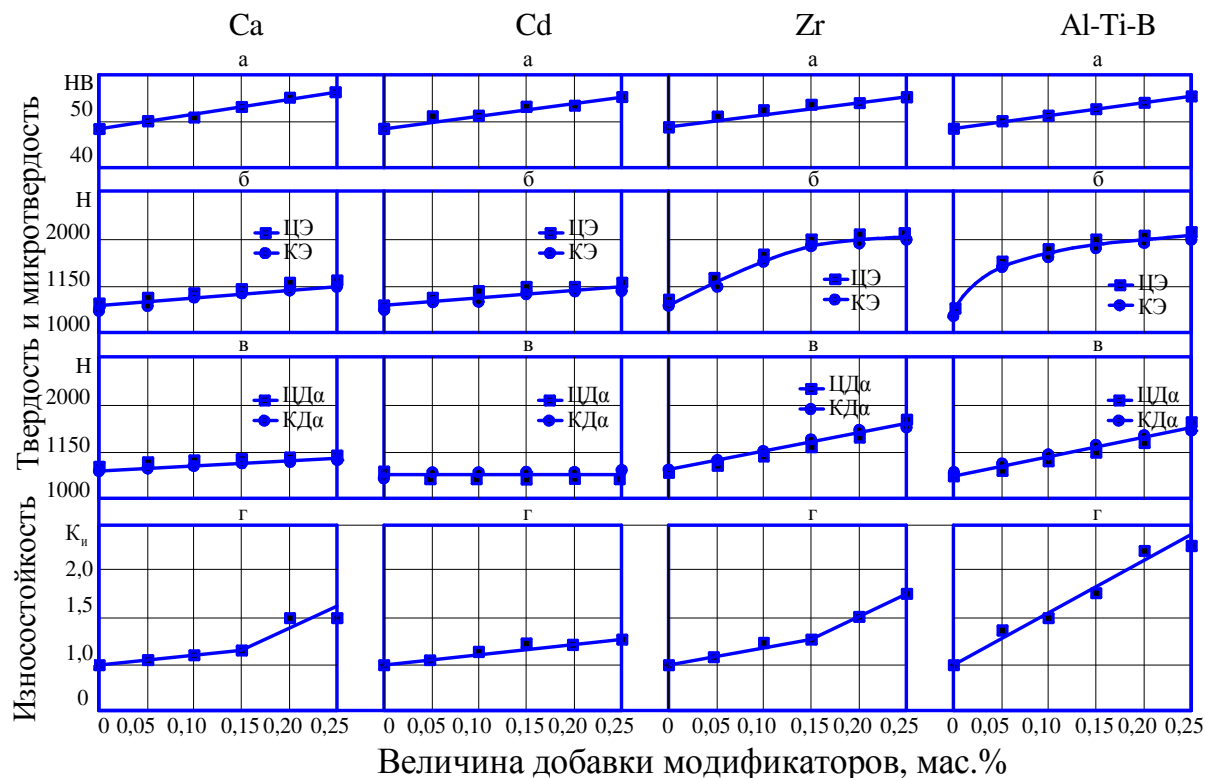 Ca Cd Zr Al-Ti-B
а а а а
НВ
50
40
б б б б
Н
2000
1150
1000
ЦЭ ЦЭ ЦЭ ЦЭ
КЭ КЭ КЭ КЭ
в в в в
Н
2000
1150
1000
ЦДα ЦДα ЦДα ЦДα
КДα КДα КДα КДα
г г г г
Kи
2,0
1,5
1,0
0
0 0,05 0,10 0,15 0,20 0,25 0 0,05 0,10 0,15 0,20 0,25 0 0,05 0,10 0,15 0,20 0,25 0 0,05 0,10 0,15 0,20 0,25
Величина добавки модификаторов, мас.%
Износостойкость Твердость и микротвердость